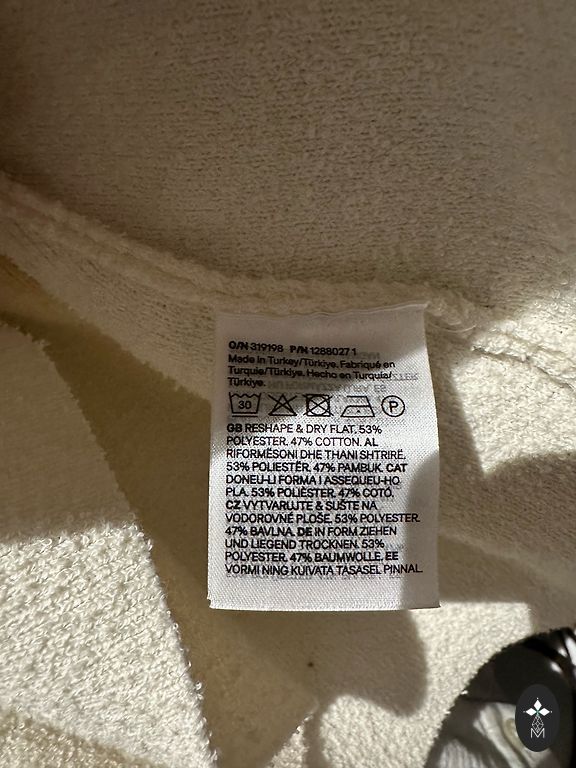 O/N 319198 P/N 1288027 1
Made in Turkey/Türkiye. Fabriqué en
Turquie/Türkiye. Hecho en Turquía/
Türkiye.
30
P
GB RESHAPE & DRY FLAT. 53%
POLYESTER. 47% COTTON. AL
RIFORMËSONI DHE THANI SHTRIRË.
53% POLIESTËR. 47% PAMBUK. CAT
DONEU-LI FORMA I ASSEQUEU-HO
PLA. 53% POLIÈSTER. 47% COTÓ.
CZ VYTVARUJTE & SUŠTE NA
VODOROVNÉ PLOŠE. 53% POLYESTER.
47% BAVLNA. DE IN FORM ZIEHEN
UND LIEGEND TROCKNEN. 53%
POLYESTER. 47% BAUMWOLLE. EE
VORMI NING KUIVATA TASASEL PINNAL.
M